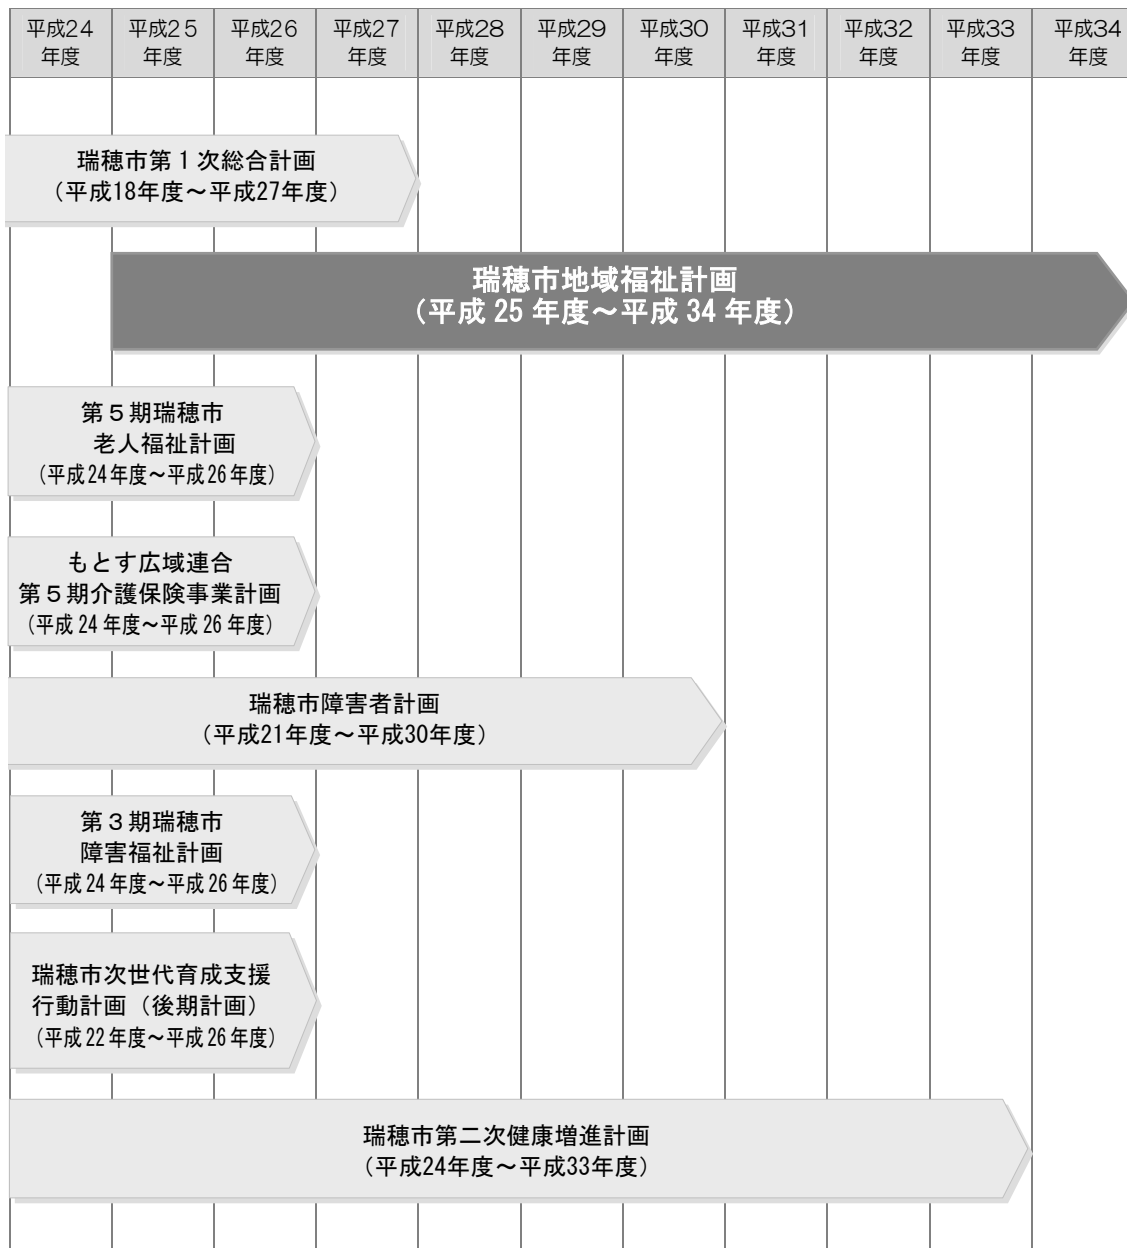 平成24
年度
平成25
年度
平成26
年度
平成27
年度
平成28
年度
平成29
年度
平成30
年度
平成31
年度
平成32
年度
平成33
年度
平成34
年度
瑞穂市第１次総合計画
（平成18年度～平成27年度）
瑞穂市地域福祉計画
（平成 25 年度～平成 34 年度）
第５期瑞穂市
老人福祉計画
（平成 24 年度～平成 26 年度）
もとす広域連合
第５期介護保険事業計画
（平成 24 年度～平成 26 年度）
瑞穂市障害者計画
（平成21年度～平成30年度）
第３期瑞穂市
障害福祉計画
（平成 24 年度～平成 26 年度）
瑞穂市次世代育成支援
行動計画（後期計画）
（平成 22 年度～平成 26 年度）
瑞穂市第二次健康増進計画
（平成24年度～平成33年度）